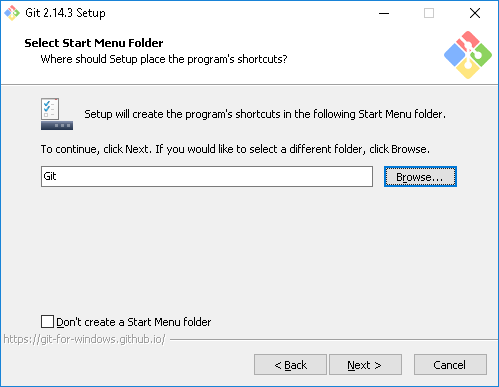 Git 2.14.3 Setup
Select Start Menu Folder
Where should Setup place the program's shortcuts?
Setup will create the program's shortcuts in the following Start Menu folder.
To continue, click Next. If you would like to select a different folder, click Browse.
Git
Browse...
Don't create a Start Menu folder
https://git-for-windows.github.io/
< Back
Next >
Cancel